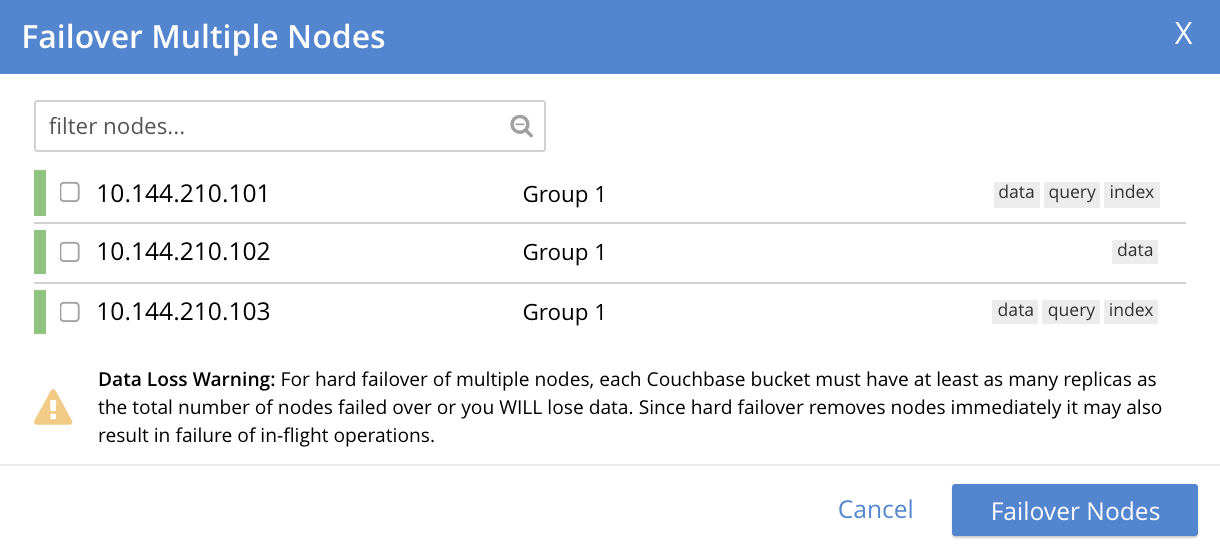 Failover Multiple Nodes X
filter nodes...
10.144.210.101 Group 1 data query index
10.144.210.102 Group 1 data
10.144.210.103 Group 1 data query index
Data Loss Warning: For hard failover of multiple nodes, each Couchbase bucket must have at least as many replicas as
the total number of nodes failed over or you WILL lose data. Since hard failover removes nodes immediately it may also
result in failure of in-flight operations.
Cancel Failover Nodes